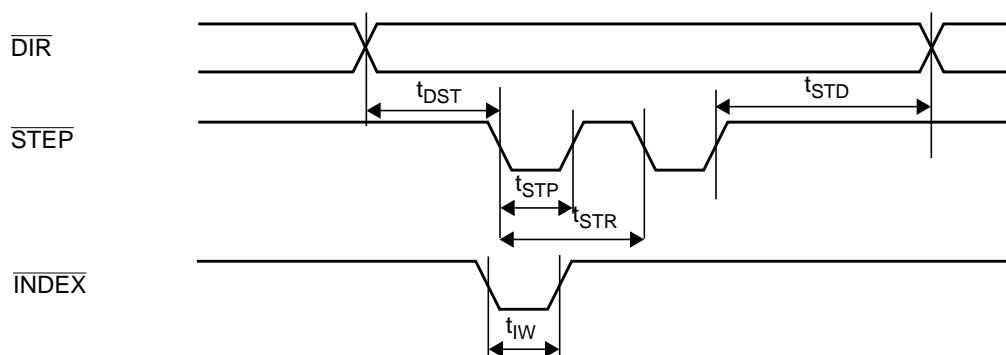 DIR
tDST
tSTD
STEP
tSTP
tSTR
INDEX
tIW